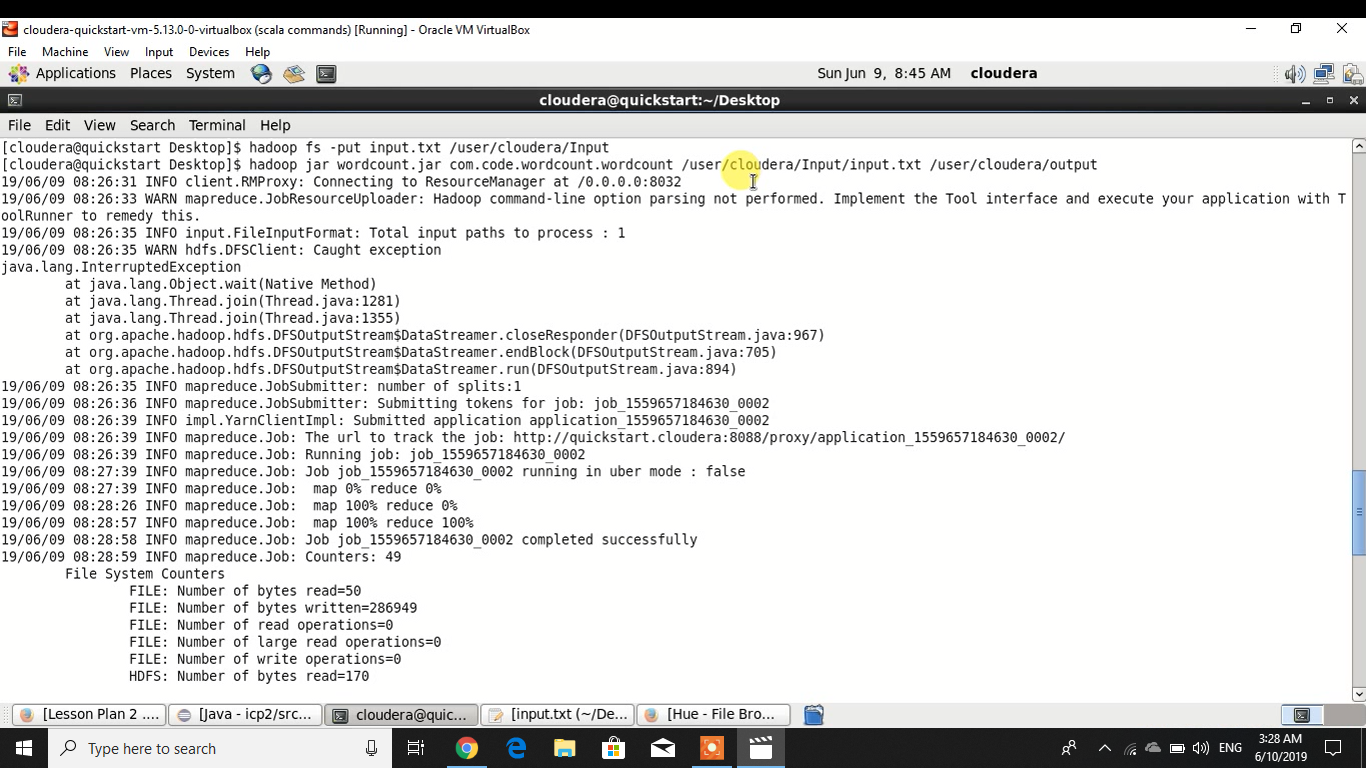 cloudera-quickstart-vm-5.13.0-0-virtualbox (scala commands) [Running] - Oracle VM VirtualBox
File Machine View Input Devices Help
Applications Places System Sun Jun 9, 8:45 AM cloudera
cloudera@quickstart:~/Desktop
File Edit View Search Terminal Help
[cloudera@quickstart Desktop]$ hadoop fs -put input.txt /user/cloudera/Input
[cloudera@quickstart Desktop]$ hadoop jar wordcount.jar com.code.wordcount.wordcount /user/cloudera/Input/input.txt /user/cloudera/output
19/06/09 08:26:31 INFO client.RMProxy: Connecting to ResourceManager at /0.0.0.0:8032
19/06/09 08:26:33 WARN mapreduce.JobResourceUploader: Hadoop command-line option parsing not performed. Implement the Tool interface and execute your application with T
oolRunner to remedy this.
19/06/09 08:26:35 INFO input.FileInputFormat: Total input paths to process : 1
19/06/09 08:26:35 WARN hdfs.DFSClient: Caught exception
java.lang.InterruptedException
at java.lang.Object.wait(Native Method)
at java.lang.Thread.join(Thread.java:1281)
at java.lang.Thread.join(Thread.java:1355)
at org.apache.hadoop.hdfs.DFSOutputStream$DataStreamer.closeResponder(DFSOutputStream.java:967)
at org.apache.hadoop.hdfs.DFSOutputStream$DataStreamer.endBlock(DFSOutputStream.java:705)
at org.apache.hadoop.hdfs.DFSOutputStream$DataStreamer.run(DFSOutputStream.java:894)
19/06/09 08:26:35 INFO mapreduce.JobSubmitter: number of splits:1
19/06/09 08:26:36 INFO mapreduce.JobSubmitter: Submitting tokens for job: job_1559657184630_0002
19/06/09 08:26:39 INFO impl.YarnClientImpl: Submitted application application_1559657184630_0002
19/06/09 08:26:39 INFO mapreduce.Job: The url to track the job: http://quickstart.cloudera:8088/proxy/application_1559657184630_0002/
19/06/09 08:26:39 INFO mapreduce.Job: Running job: job_1559657184630_0002
19/06/09 08:27:39 INFO mapreduce.Job: Job job_1559657184630_0002 running in uber mode : false
19/06/09 08:27:39 INFO mapreduce.Job:  map 0% reduce 0%
19/06/09 08:28:26 INFO mapreduce.Job:  map 100% reduce 0%
19/06/09 08:28:57 INFO mapreduce.Job:  map 100% reduce 100%
19/06/09 08:28:58 INFO mapreduce.Job: Job job_1559657184630_0002 completed successfully
19/06/09 08:28:59 INFO mapreduce.Job: Counters: 49
File System Counters
FILE: Number of bytes read=50
FILE: Number of bytes written=286949
FILE: Number of read operations=0
FILE: Number of large read operations=0
FILE: Number of write operations=0
HDFS: Number of bytes read=170
[Lesson Plan 2 .... [Java - icp2/src... cloudera@quic... [input.txt (~/De... [Hue - File Bro...
Type here to search ENG 3:28 AM
6/10/2019